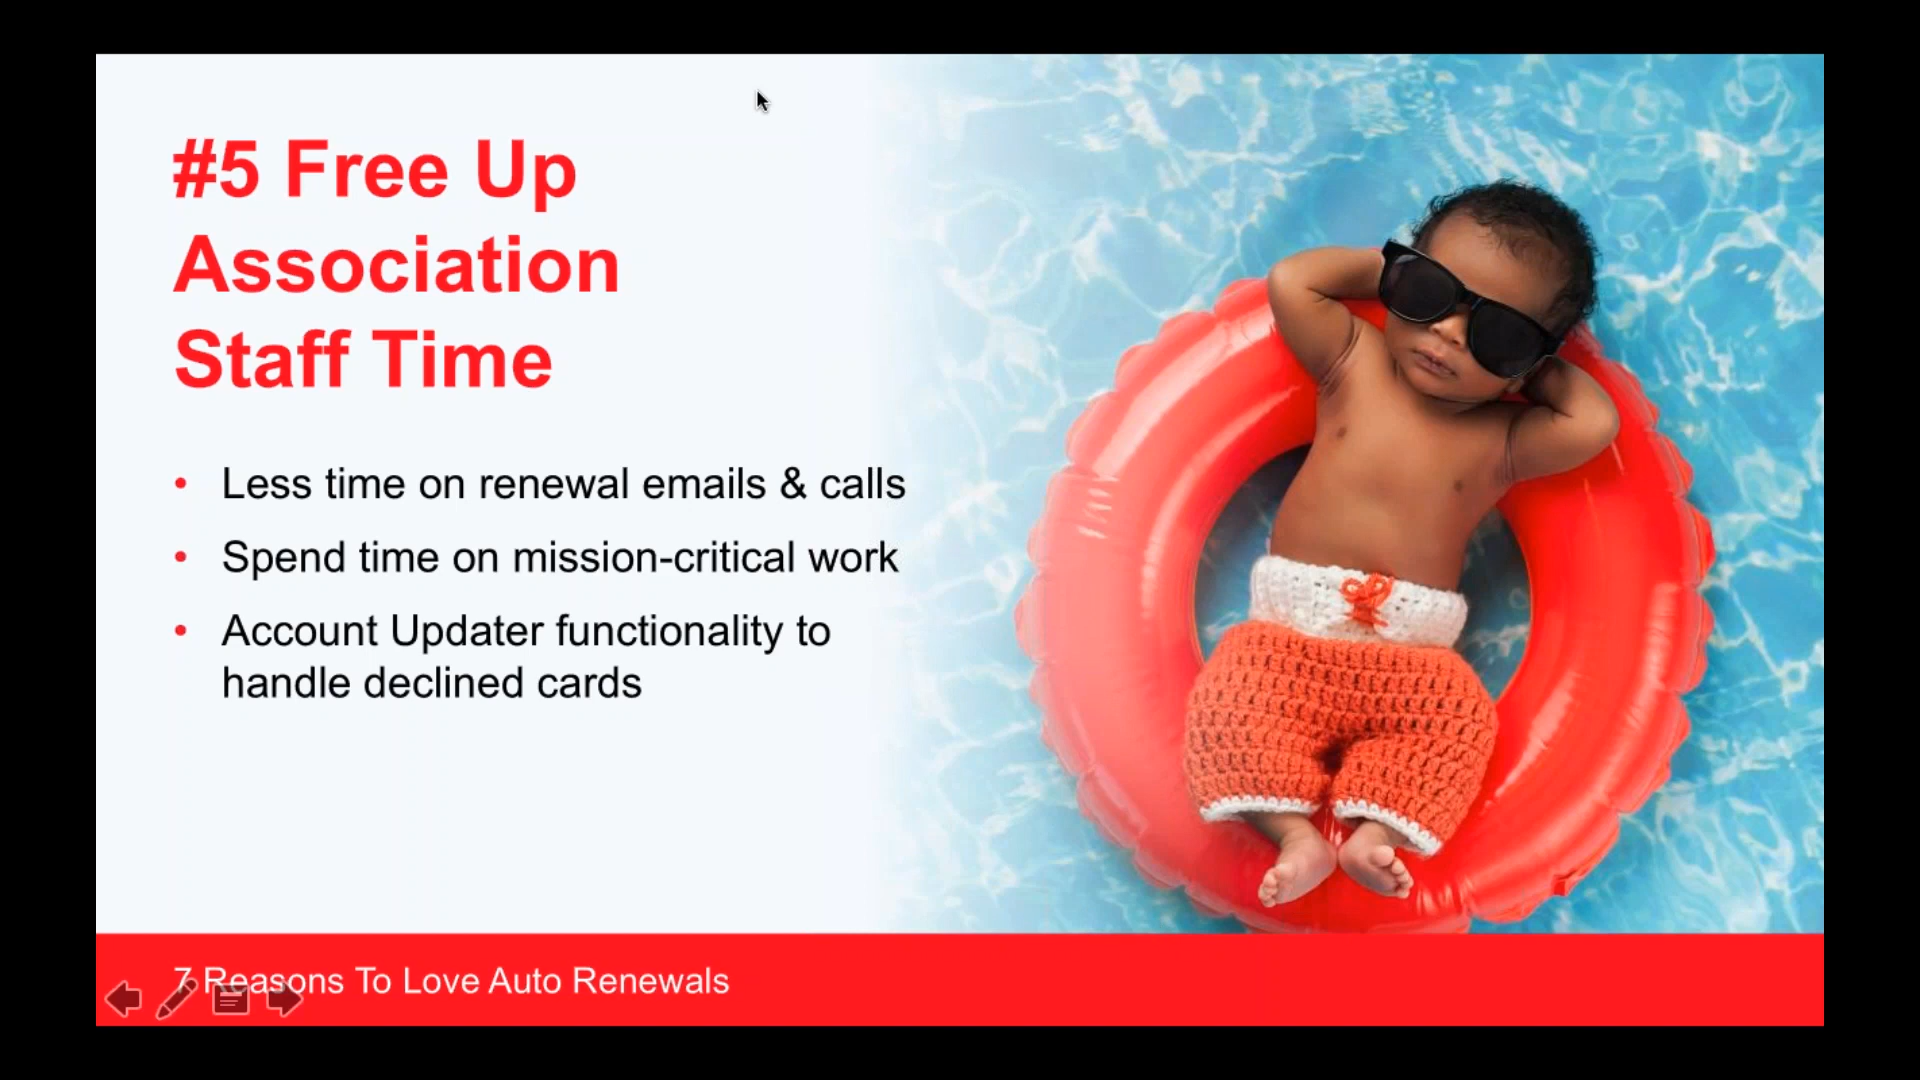 #5 Free Up
Association
Staff Time
• Less time on renewal emails & calls
• Spend time on mission-critical work
• Account Updater functionality to
handle declined cards
7 Reasons To Love Auto Renewals